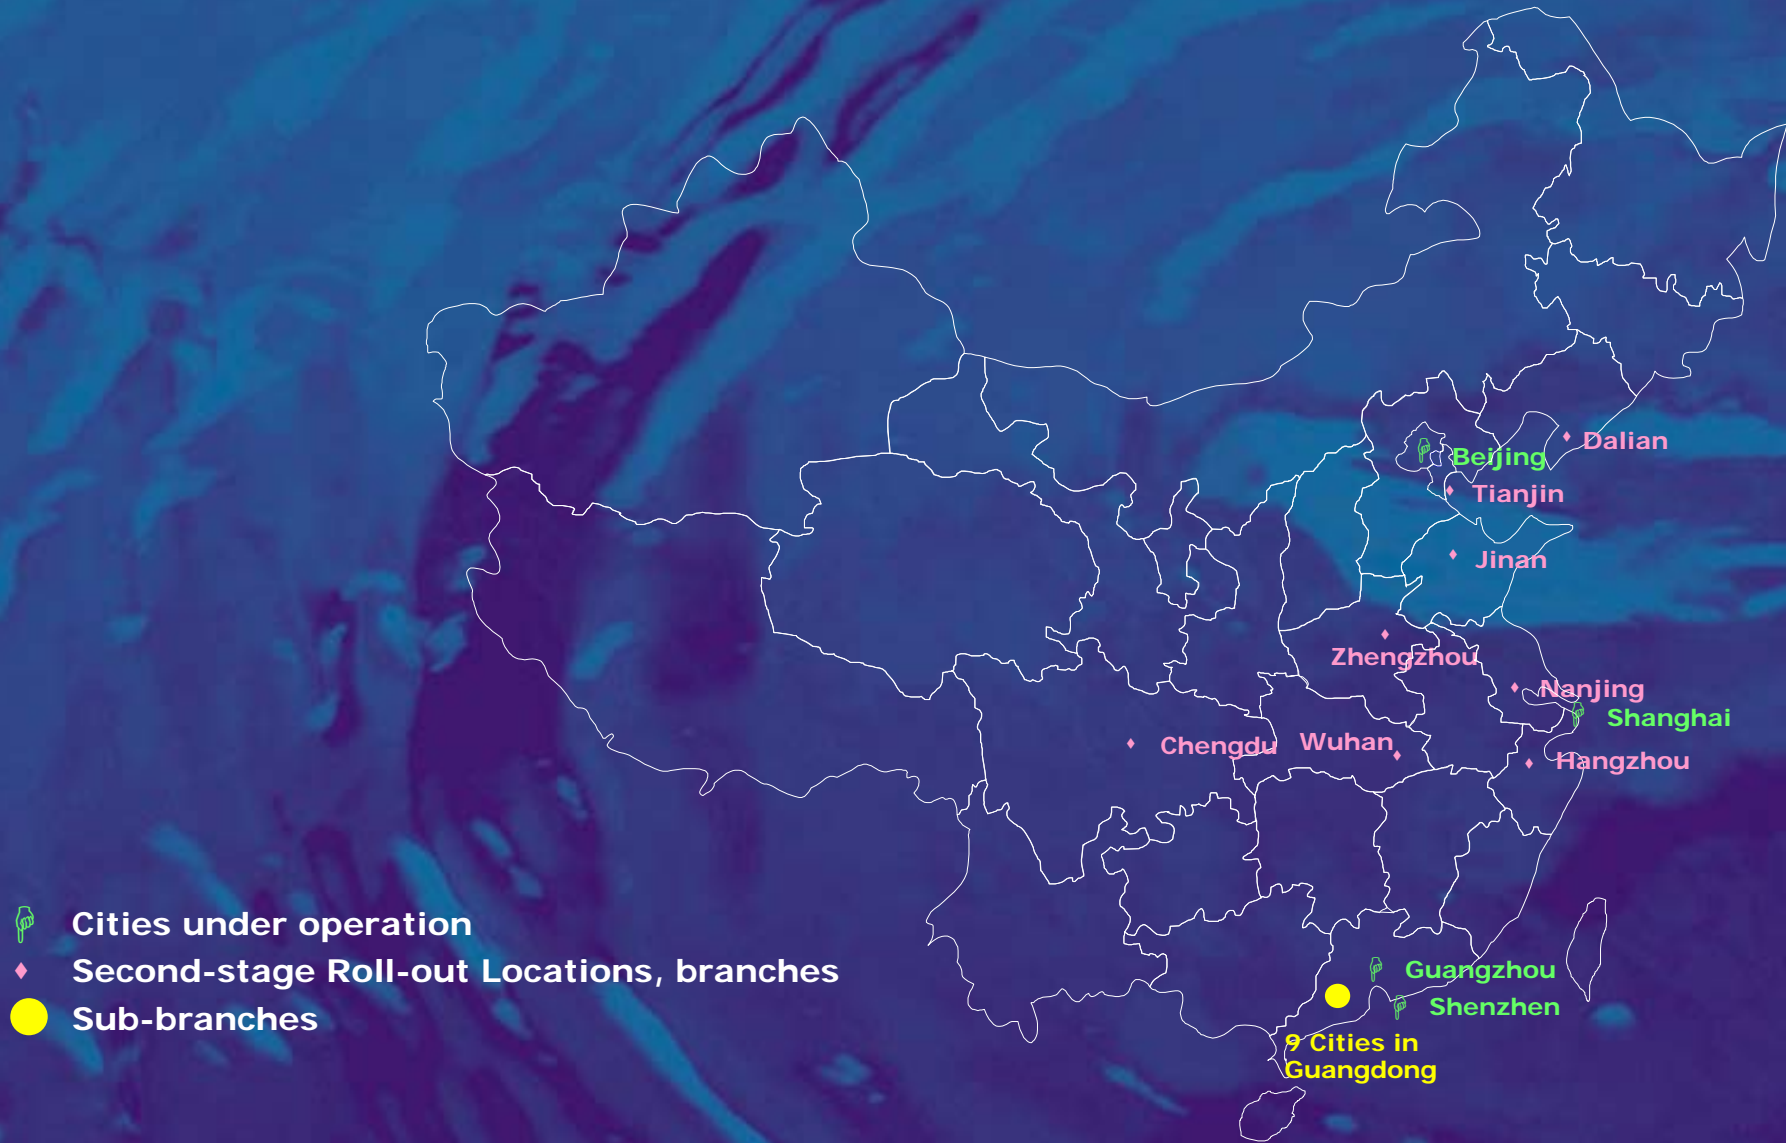 Dalian
Beijing
Tianjin
Jinan
Zhengzhou
Nanjing
Shanghai
Chengdu
Wuhan
Hangzhou
Cities under operation
Second-stage Roll-out Locations, branches
Sub-branches
Guangzhou
Shenzhen
9 Cities in
Guangdong